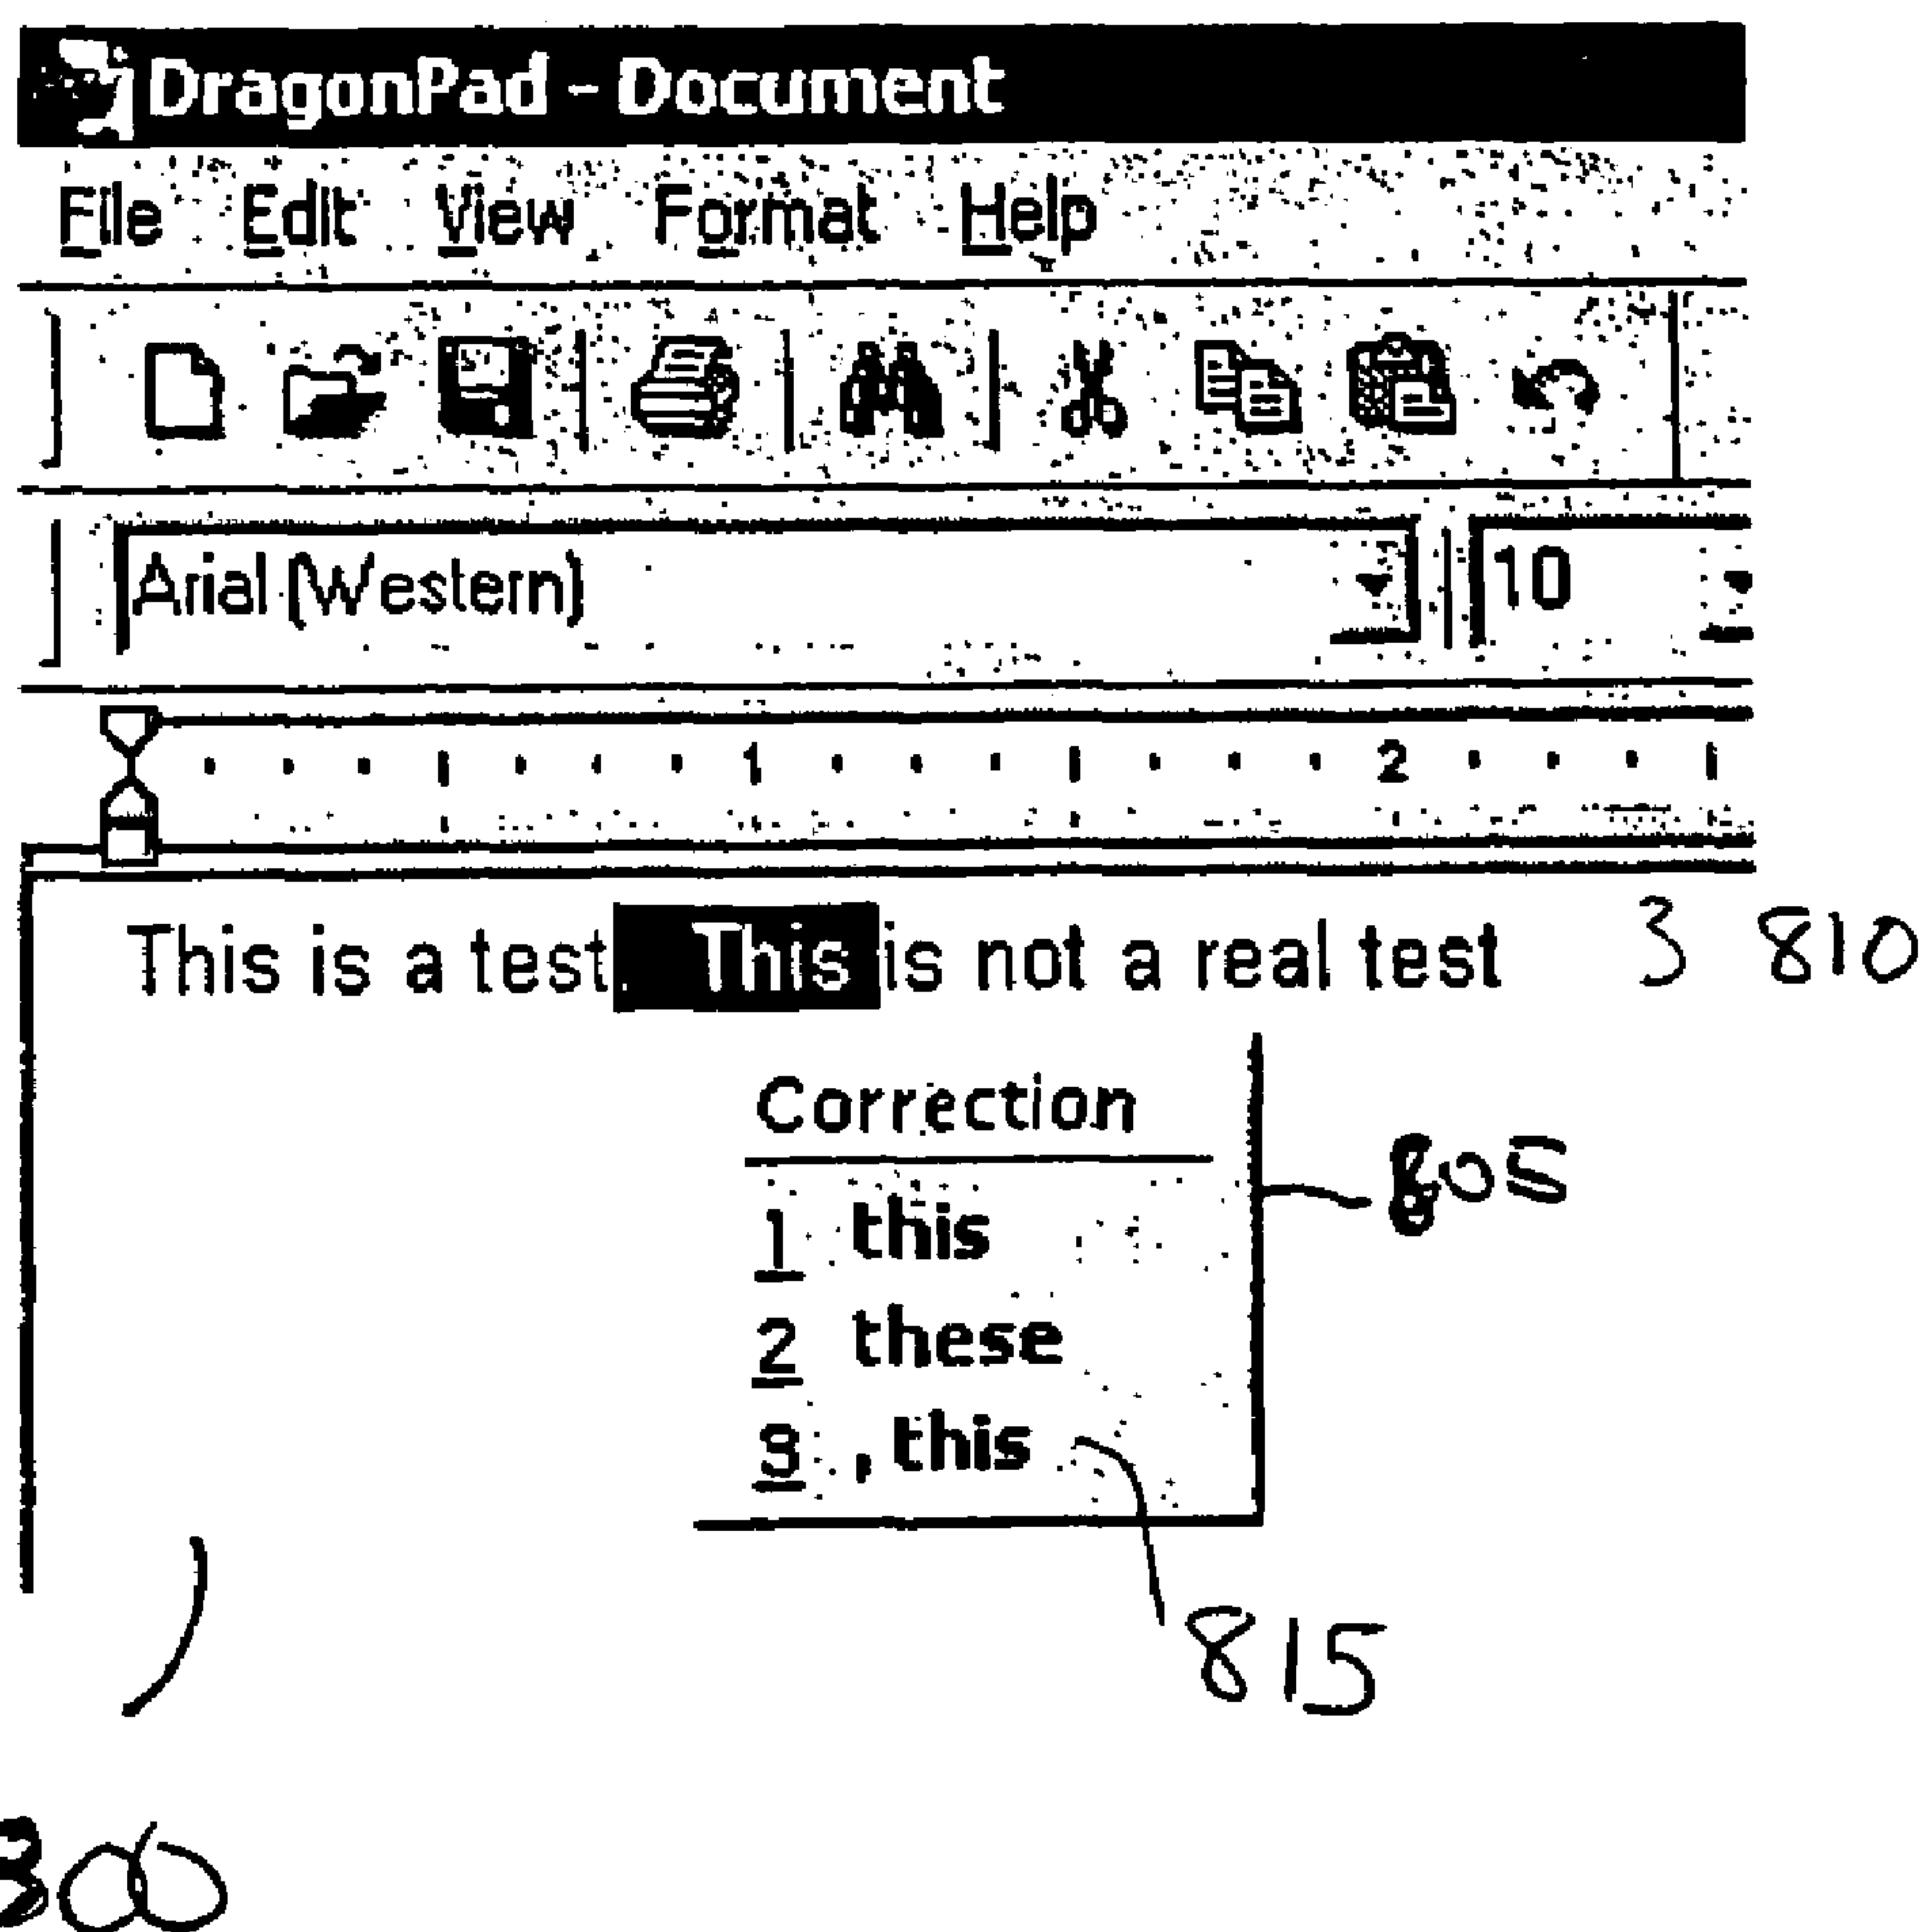 DragonPad - Document
File Edit View Format Help
Arial (Western) 10
1 2
This is a test. This is not a real test } 810
Correction
1 this
2 these
3 , this
805
815
800